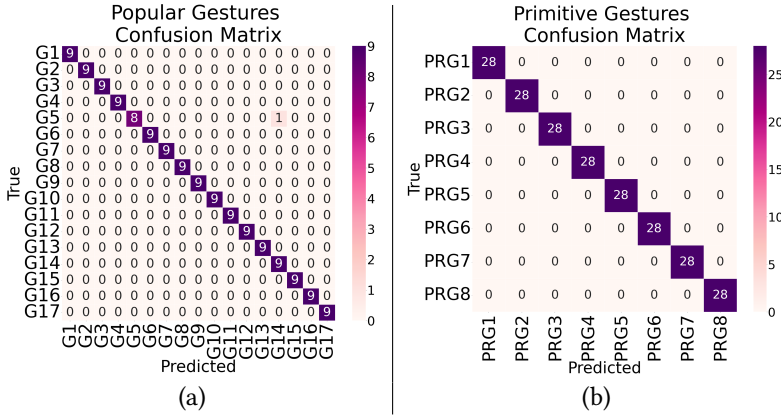 Popular Gestures
Confusion Matrix
G1 9 0 0 0 0 0 0 0 0 0 0 0 0 0 0 0 0
G2 0 9 0 0 0 0 0 0 0 0 0 0 0 0 0 0 0
G3 0 0 9 0 0 0 0 0 0 0 0 0 0 0 0 0 0
G4 0 0 0 9 0 0 0 0 0 0 0 0 0 0 0 0 0
G5 0 0 0 0 8 0 0 0 0 0 0 0 0 1 0 0 0
G6 0 0 0 0 0 9 0 0 0 0 0 0 0 0 0 0 0
G7 0 0 0 0 0 0 9 0 0 0 0 0 0 0 0 0 0
G8 0 0 0 0 0 0 0 9 0 0 0 0 0 0 0 0 0
G9 0 0 0 0 0 0 0 0 9 0 0 0 0 0 0 0 0
G10 0 0 0 0 0 0 0 0 0 9 0 0 0 0 0 0 0
G11 0 0 0 0 0 0 0 0 0 0 9 0 0 0 0 0 0
G12 0 0 0 0 0 0 0 0 0 0 0 9 0 0 0 0 0
G13 0 0 0 0 0 0 0 0 0 0 0 0 9 0 0 0 0
G14 0 0 0 0 0 0 0 0 0 0 0 0 0 9 0 0 0
G15 0 0 0 0 0 0 0 0 0 0 0 0 0 0 9 0 0
G16 0 0 0 0 0 0 0 0 0 0 0 0 0 0 0 9 0
G17 0 0 0 0 0 0 0 0 0 0 0 0 0 0 0 0 9
True
G1 G2 G3 G4 G5 G6 G7 G8 G9 G10 G11 G12 G13 G14 G15 G16 G17
Predicted
9
8
7
6
5
4
3
2
1
0
(a)
Primitive Gestures
Confusion Matrix
PRG1 28 0 0 0 0 0 0 0
PRG2 0 28 0 0 0 0 0 0
PRG3 0 0 28 0 0 0 0 0
PRG4 0 0 0 28 0 0 0 0
PRG5 0 0 0 0 28 0 0 0
PRG6 0 0 0 0 0 28 0 0
PRG7 0 0 0 0 0 0 28 0
PRG8 0 0 0 0 0 0 0 28
True
PRG1 PRG2 PRG3 PRG4 PRG5 PRG6 PRG7 PRG8
Predicted
25
20
15
10
5
0
(b)